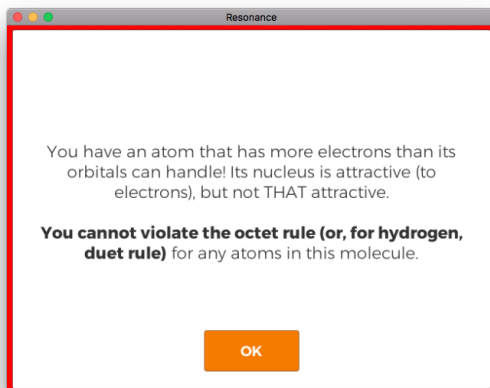 Resonance
You have an atom that has more electrons than its
orbitals can handle! Its nucleus is attractive (to
electrons), but not THAT attractive.
You cannot violate the octet rule (or, for hydrogen,
duet rule) for any atoms in this molecule.
OK